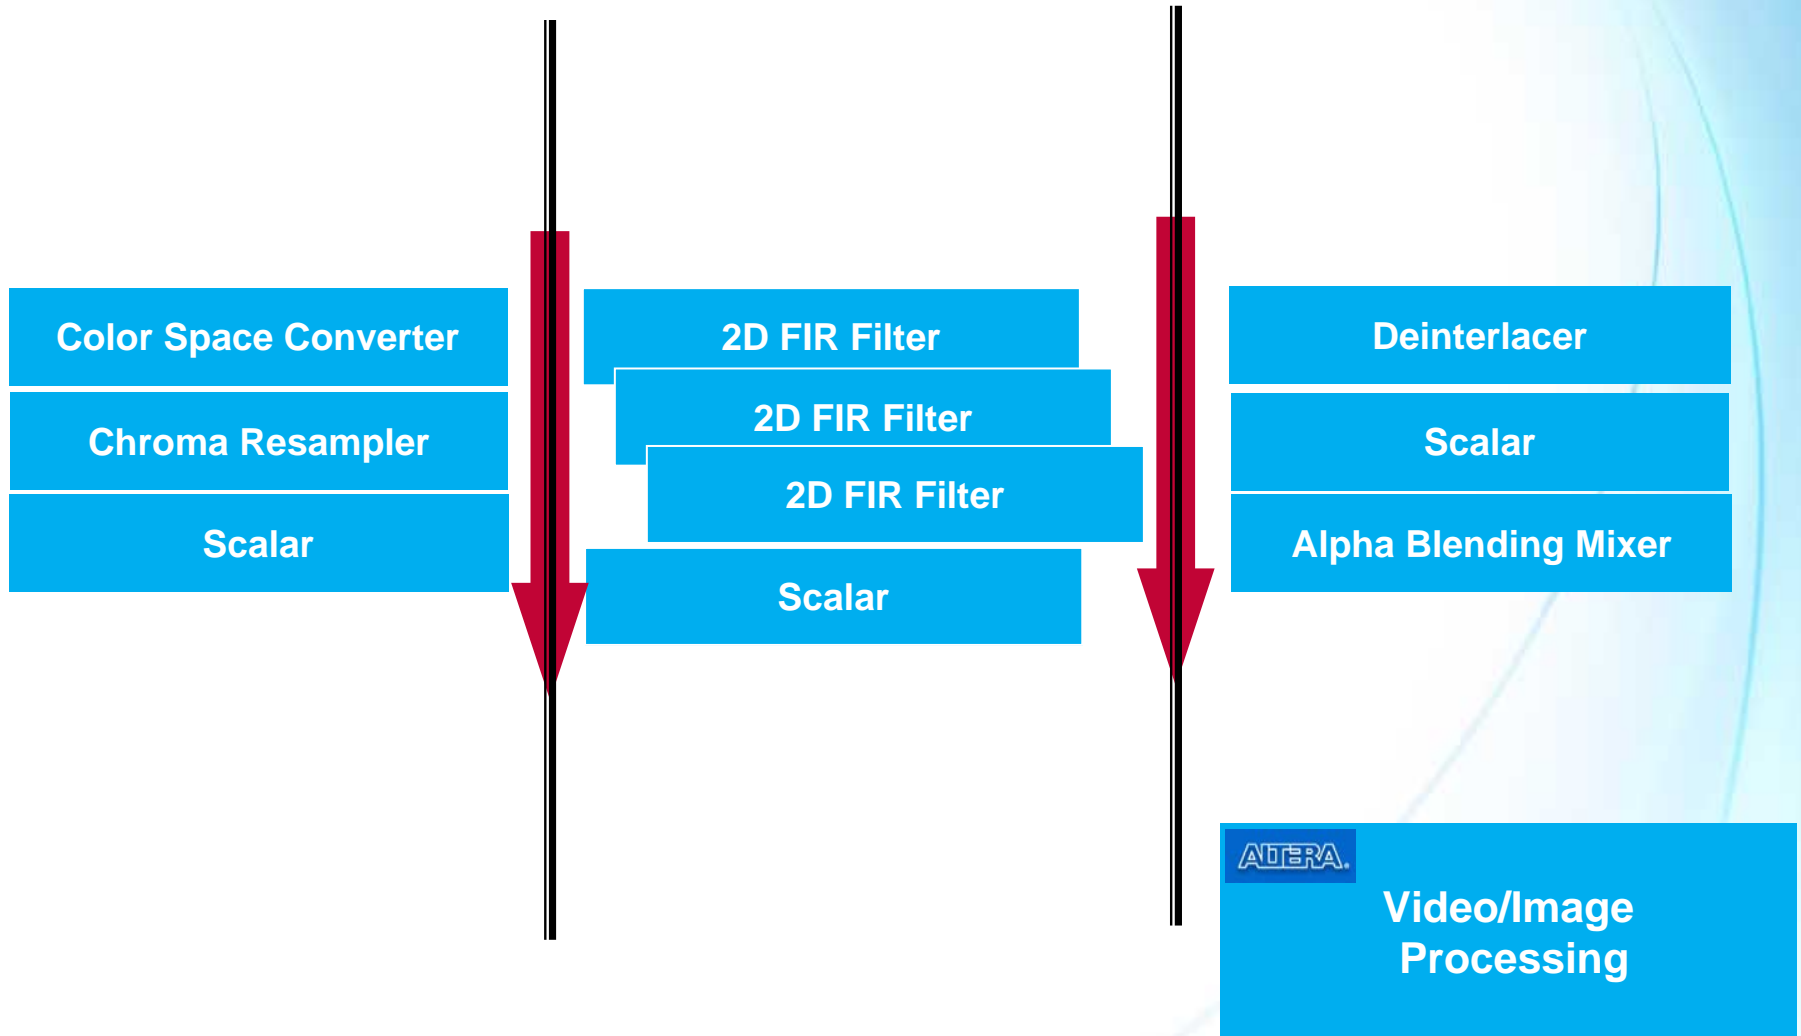 Color Space Converter
Chroma Resampler
Scalar
2D FIR Filter
2D FIR Filter
2D FIR Filter
Scalar
Deinterlacer
Scalar
Alpha Blending Mixer
ALTERA.
Video/Image
Processing